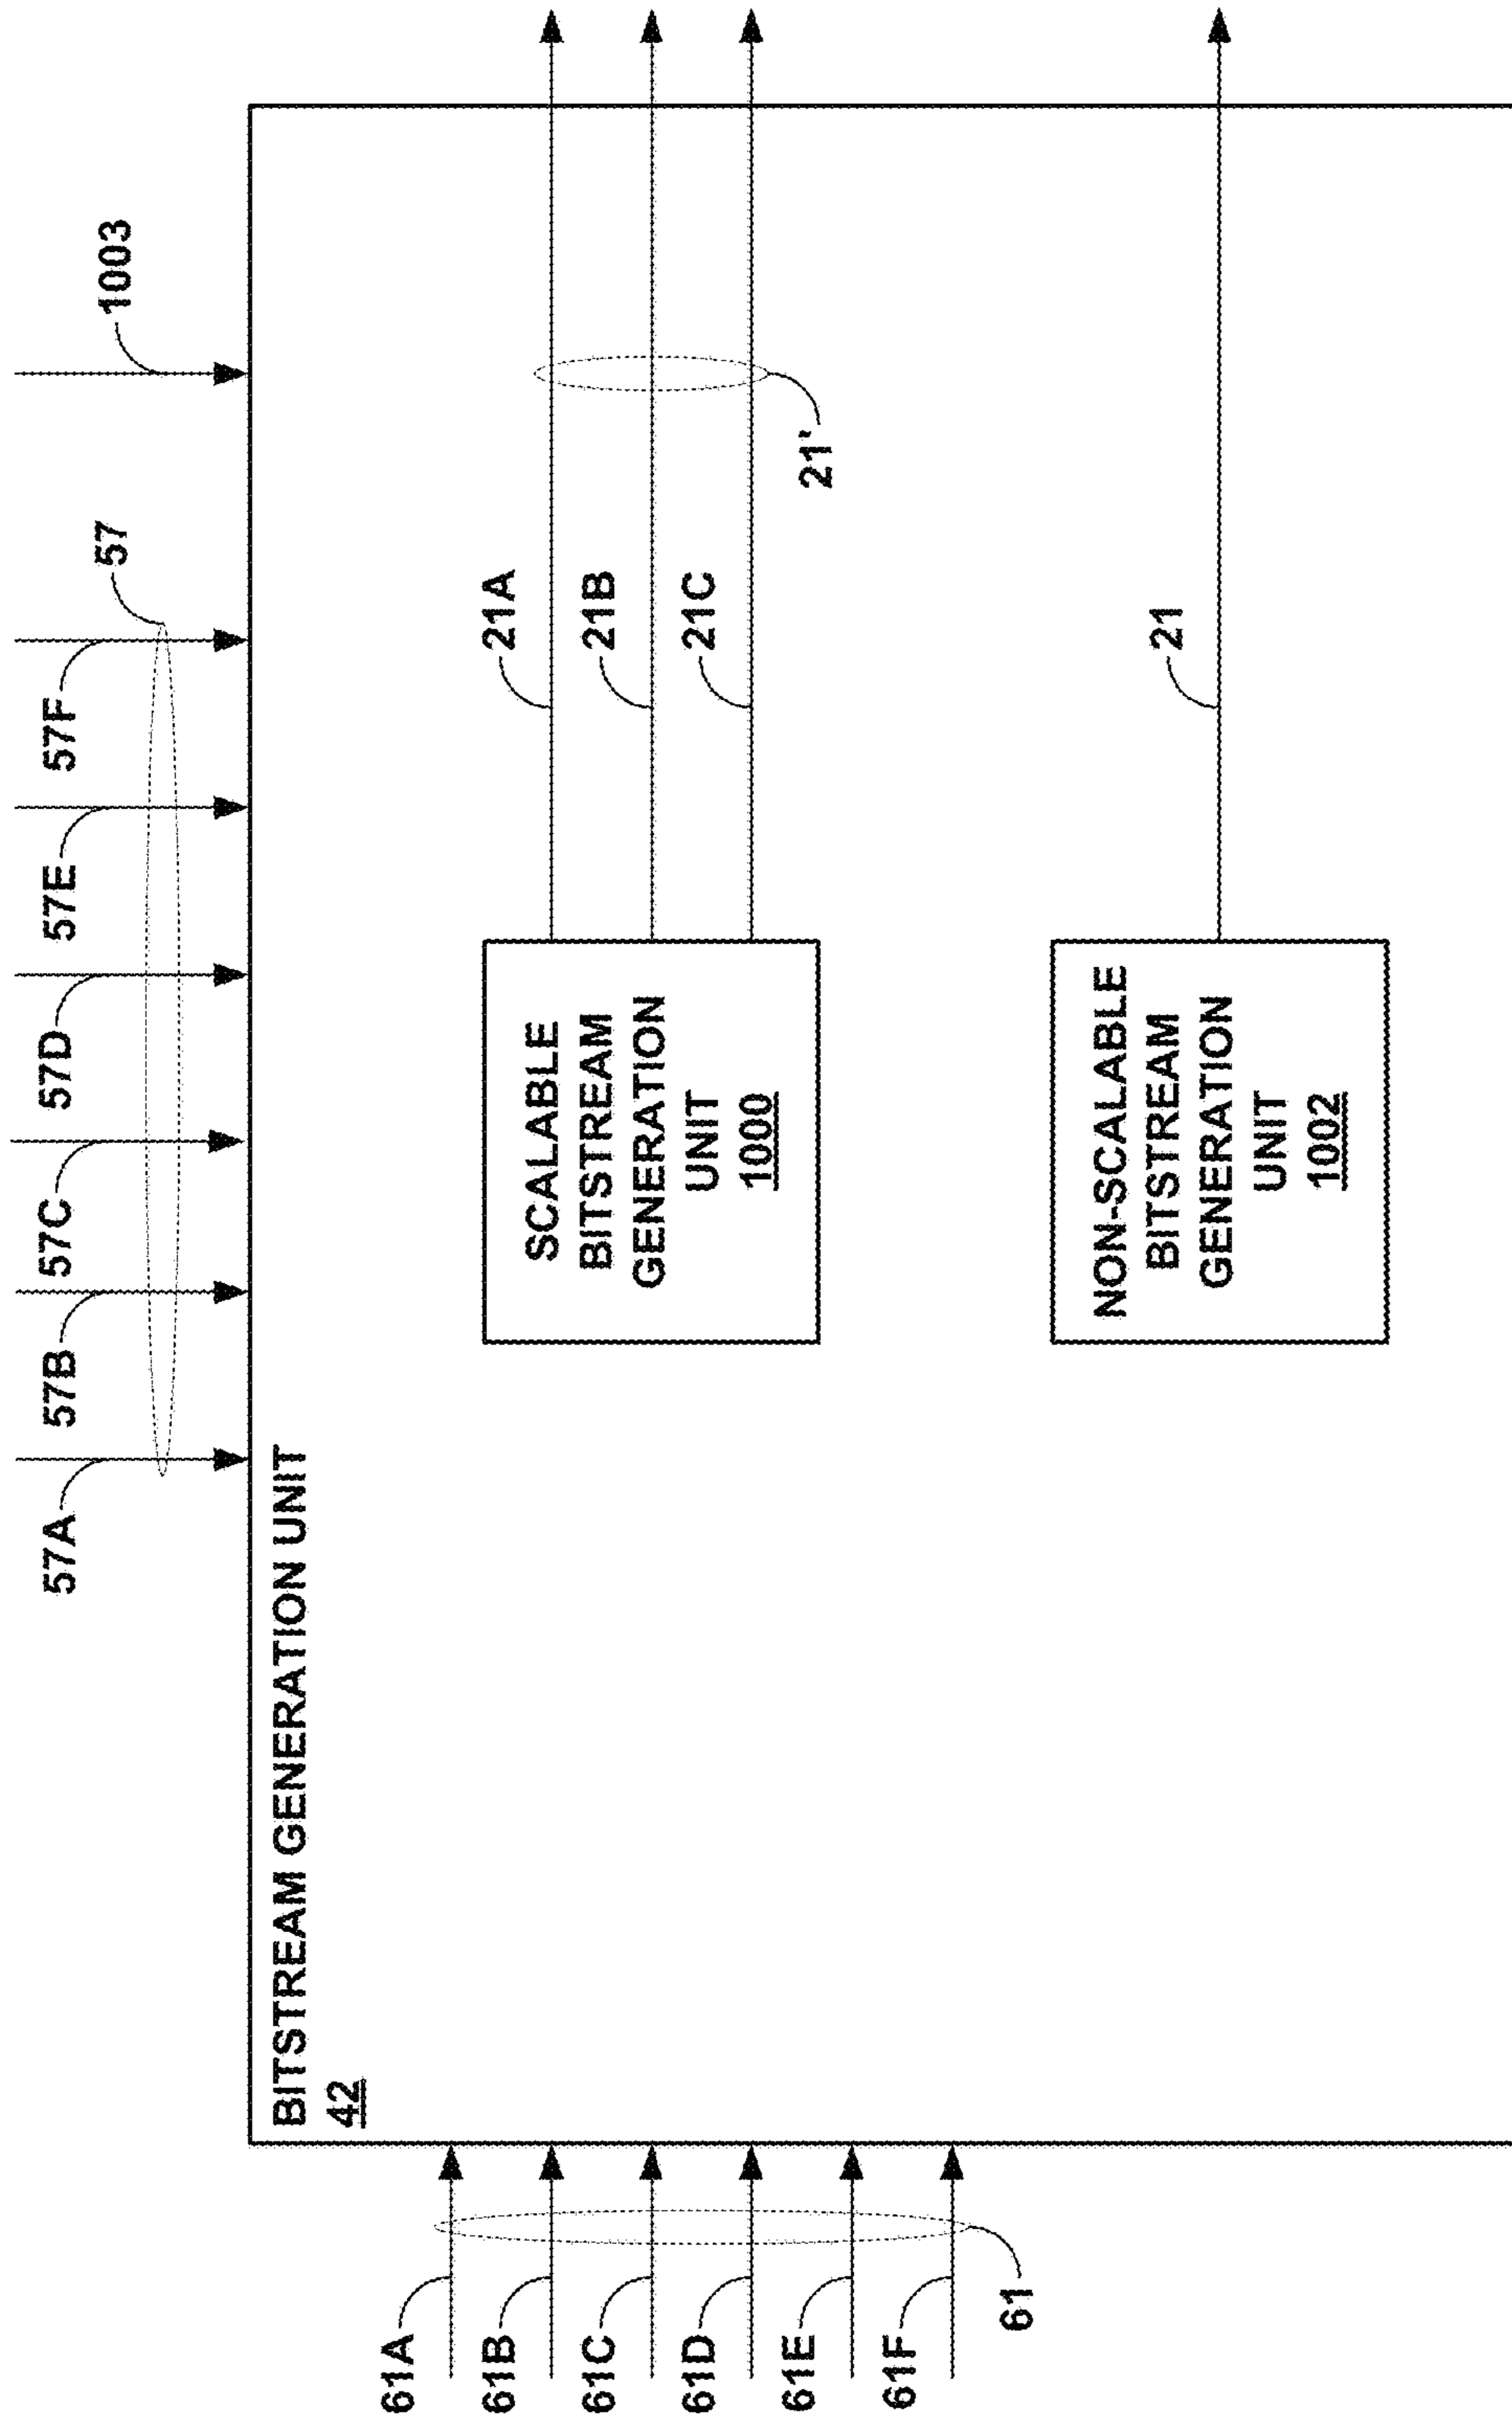 57A
57B
57C
57D
57E
57F
57
1003
BITSTREAM GENERATION UNIT
42
61A
61B
61C
61D
61E
61F
61
SCALABLE
BITSTREAM
GENERATION
UNIT
1000
21A
21B
21C
21'
NON-SCALABLE
BITSTREAM
GENERATION
UNIT
1002
21